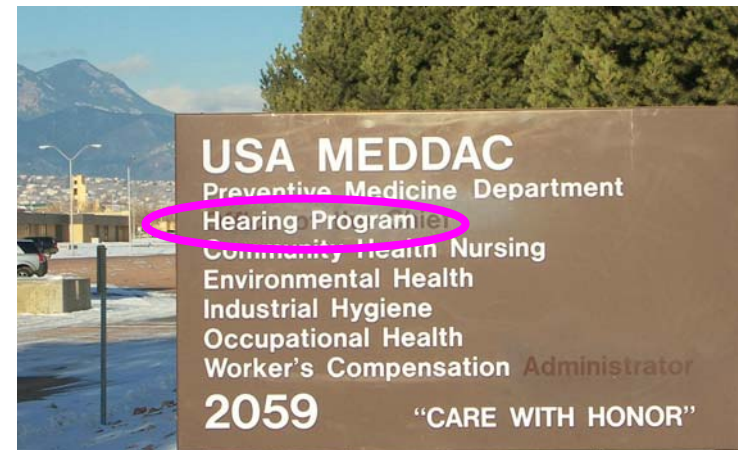 USA MEDDAC
Preventive Medicine Department
Hearing Program
Community Health Nursing
Environmental Health
Industrial Hygiene
Occupational Health
Worker's Compensation Administrator
2059 "CARE WITH HONOR"